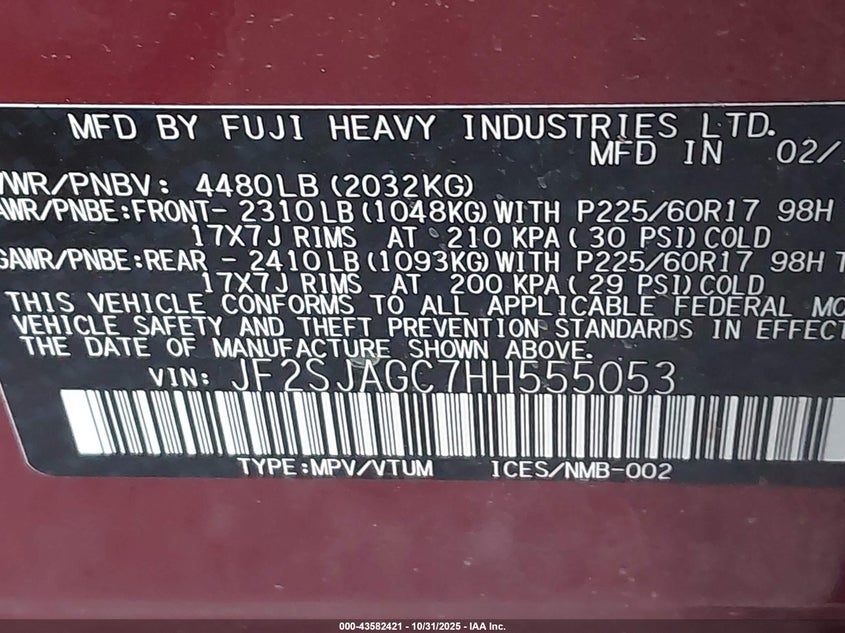 MFD BY FUJI HEAVY INDUSTRIES LTD.
MFD IN 02/
VWR/PNBV: 4480LB (2032KG)
AWR/PNBE:FRONT- 2310LB (1048KG) WITH P225/60R17 98H
17X7J RIMS AT 210 KPA (30 PSI) COLD
GAWR/PNBE:REAR - 2410LB (1093KG) WITH P225/60R17 98H T
17X7J RIMS AT 200 KPA (29 PSI) COLD
THIS VEHICLE CONFORMS TO ALL APPLICABLE FEDERAL MO
VEHICLE SAFETY AND THEFT PREVENTION STANDARDS IN EFFECT
THE DATE OF MANUFACTURE SHOWN ABOVE.
VIN: JF2SJAGC7HH555053
TYPE:MPV/VTUM ICES/NMB-002
000-43582421 - 10/31/2025 - IAA Inc.